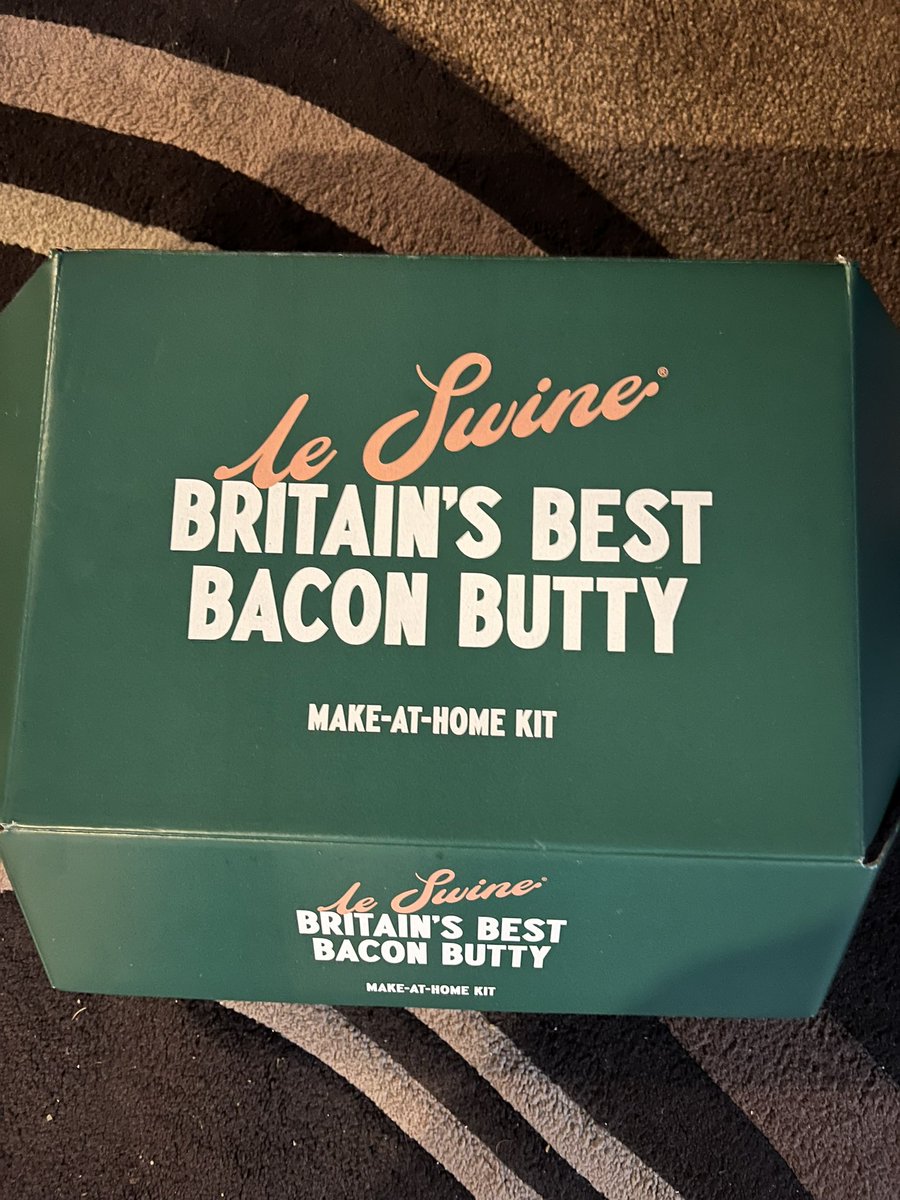 le Swine®
BRITAIN'S BEST
BACON BUTTY
MAKE-AT-HOME KIT
le Swine
BRITAIN'S BEST
BACON BUTTY
MAKE-AT-HOME KIT